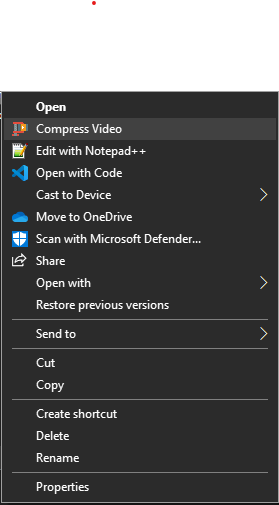 Open
Compress Video
Edit with Notepad++
Open with Code
Cast to Device
Move to OneDrive
Scan with Microsoft Defender...
Share
Open with
Restore previous versions
Send to
Cut
Copy
Create shortcut
Delete
Rename
Properties